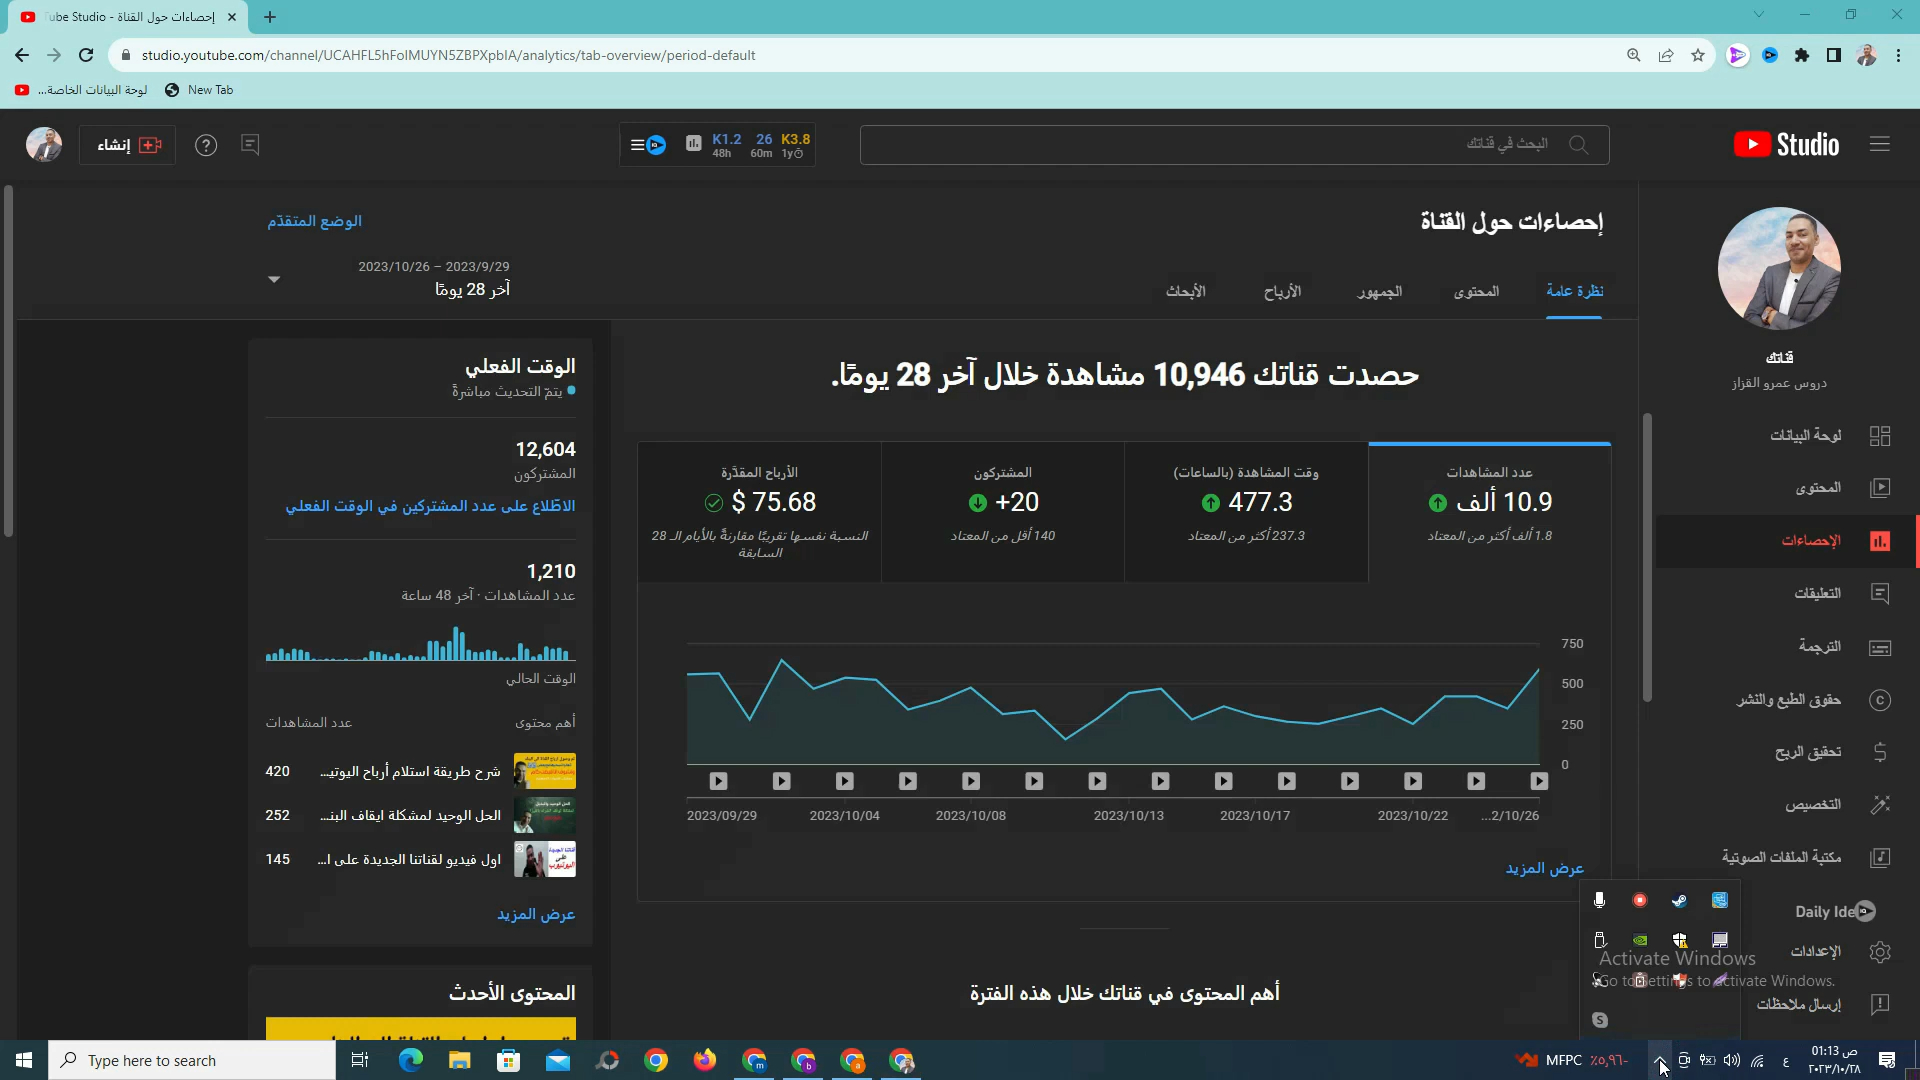 إحصاءات حول القناة - Tube Studio
studio.youtube.com/channel/UCAHFL5hFolMUYN5ZBPXpblA/analytics/tab-overview/period-default
لوحة البيانات الخاصة...
New Tab
Studio
البحث في قناتك
K1.2 26 K3.8
48h 60m 1y
إنشاء
إحصاءات حول القناة
الوضع المتقدّم
2023/10/26 – 2023/9/29
آخر 28 يومًا
نظرة عامة
المحتوى
الجمهور
الأرباح
الأبحاث
قناتك
دروس عمرو القزاز
لوحة البيانات
المحتوى
الإحصاءات
التعليقات
الترجمة
حقوق الطبع والنشر
تحقيق الربح
التخصيص
مكتبة الملفات الصوتية
Daily Ide
الإعدادات
إرسال ملاحظات
حصدت قناتك 10,946 مشاهدة خلال آخر 28 يومًا.
عدد المشاهدات
10.9 ألف
1.8 ألف أكثر من المعتاد
وقت المشاهدة (بالساعات)
477.3
237.3 أكثر من المعتاد
المشتركون
+20
140 أقل من المعتاد
الأرباح المقدَّرة
$ 75.68
النسبة نفسها تقريبًا مقارنةً بالأيام الـ 28
السابقة
750
500
250
0
2023/09/29
2023/10/04
2023/10/08
2023/10/13
2023/10/17
2023/10/22
...2/10/26
عرض المزيد
أهم المحتوى في قناتك خلال هذه الفترة
الوقت الفعلي
يتمّ التحديث مباشرةً
12,604
المشتركون
الاطّلاع على عدد المشتركين في الوقت الفعلي
1,210
عدد المشاهدات · آخر 48 ساعة
الوقت الحالي
أهم محتوى
عدد المشاهدات
شرح طريقة استلام أرباح اليوتيـ...
420
الحل الوحيد لمشكلة ايقاف البنـ...
252
اول فيديو لقناتنا الجديدة على ا...
145
عرض المزيد
المحتوى الأحدث
Activate Windows
Go to Settings to activate Windows.
Type here to search
MFPC
٪٥,٩٦-
ع
01:13 ص
٢٠٢٣/١٠/٢٨